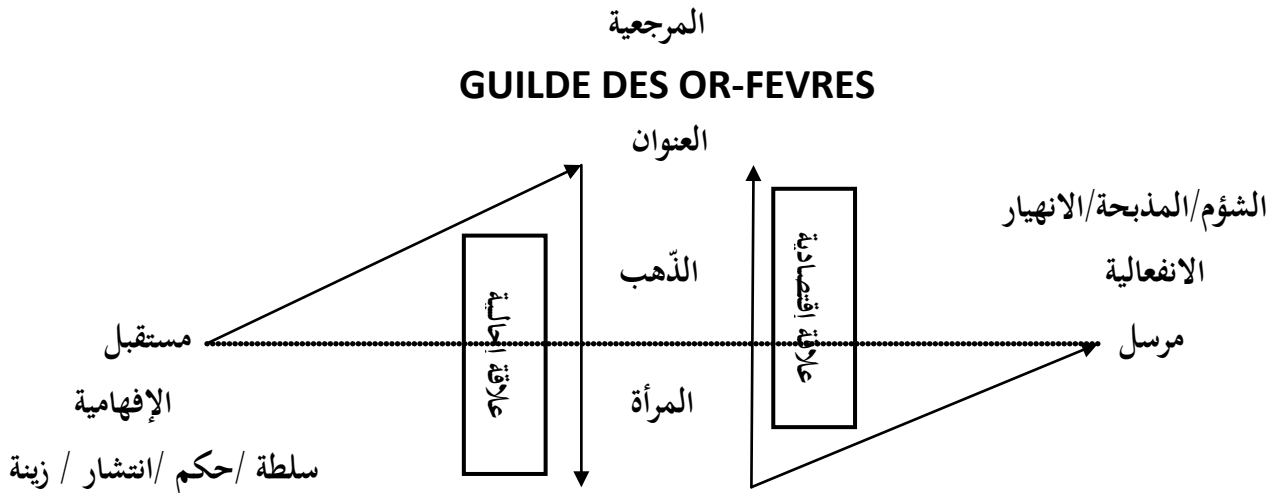 المرجعية
GUILDE DES OR-FEVRES
العنوان
الشؤم/المذبحة/الانهيار
الذّهب
الانفعالية
علاقة إقتصادية
علاقة إحالية
مرسل
مستقبل
المرأة
الإفهامية
سلطة /حكم /انتشار / زينة